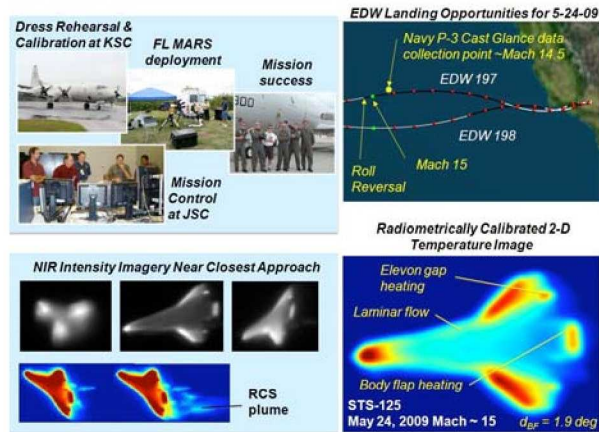 Dress Rehearsal &
Calibration at KSC
FL MARS
deployment
Mission
success
Mission
Control
at JSC
EDW Landing Opportunities for 5-24-09
Navy P-3 Cast Glance data
collection point ~Mach 14.5
EDW 197
EDW 198
Roll
Reversal
Mach 15
NIR Intensity Imagery Near Closest Approach
RCS
plume
Radiometrically Calibrated 2-D
Temperature Image
Elevon gap
heating
Laminar flow
Body flap heating
STS-125
May 24, 2009 Mach ~ 15
d_BF = 1.9 deg